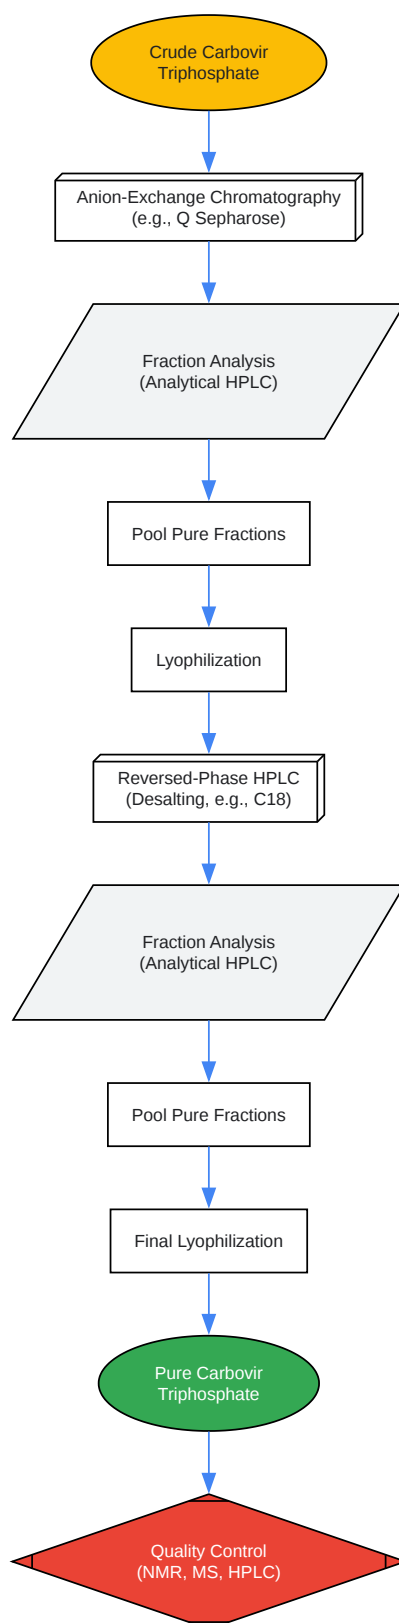 Crude Carbovir
Triphosphate
Anion-Exchange Chromatography
(e.g., Q Sepharose)
Fraction Analysis
(Analytical HPLC)
Pool Pure Fractions
Lyophilization
Reversed-Phase HPLC
(Desalting, e.g., C18)
Fraction Analysis
(Analytical HPLC)
Pool Pure Fractions
Final Lyophilization
Pure Carbovir
Triphosphate
Quality Control
(NMR, MS, HPLC)